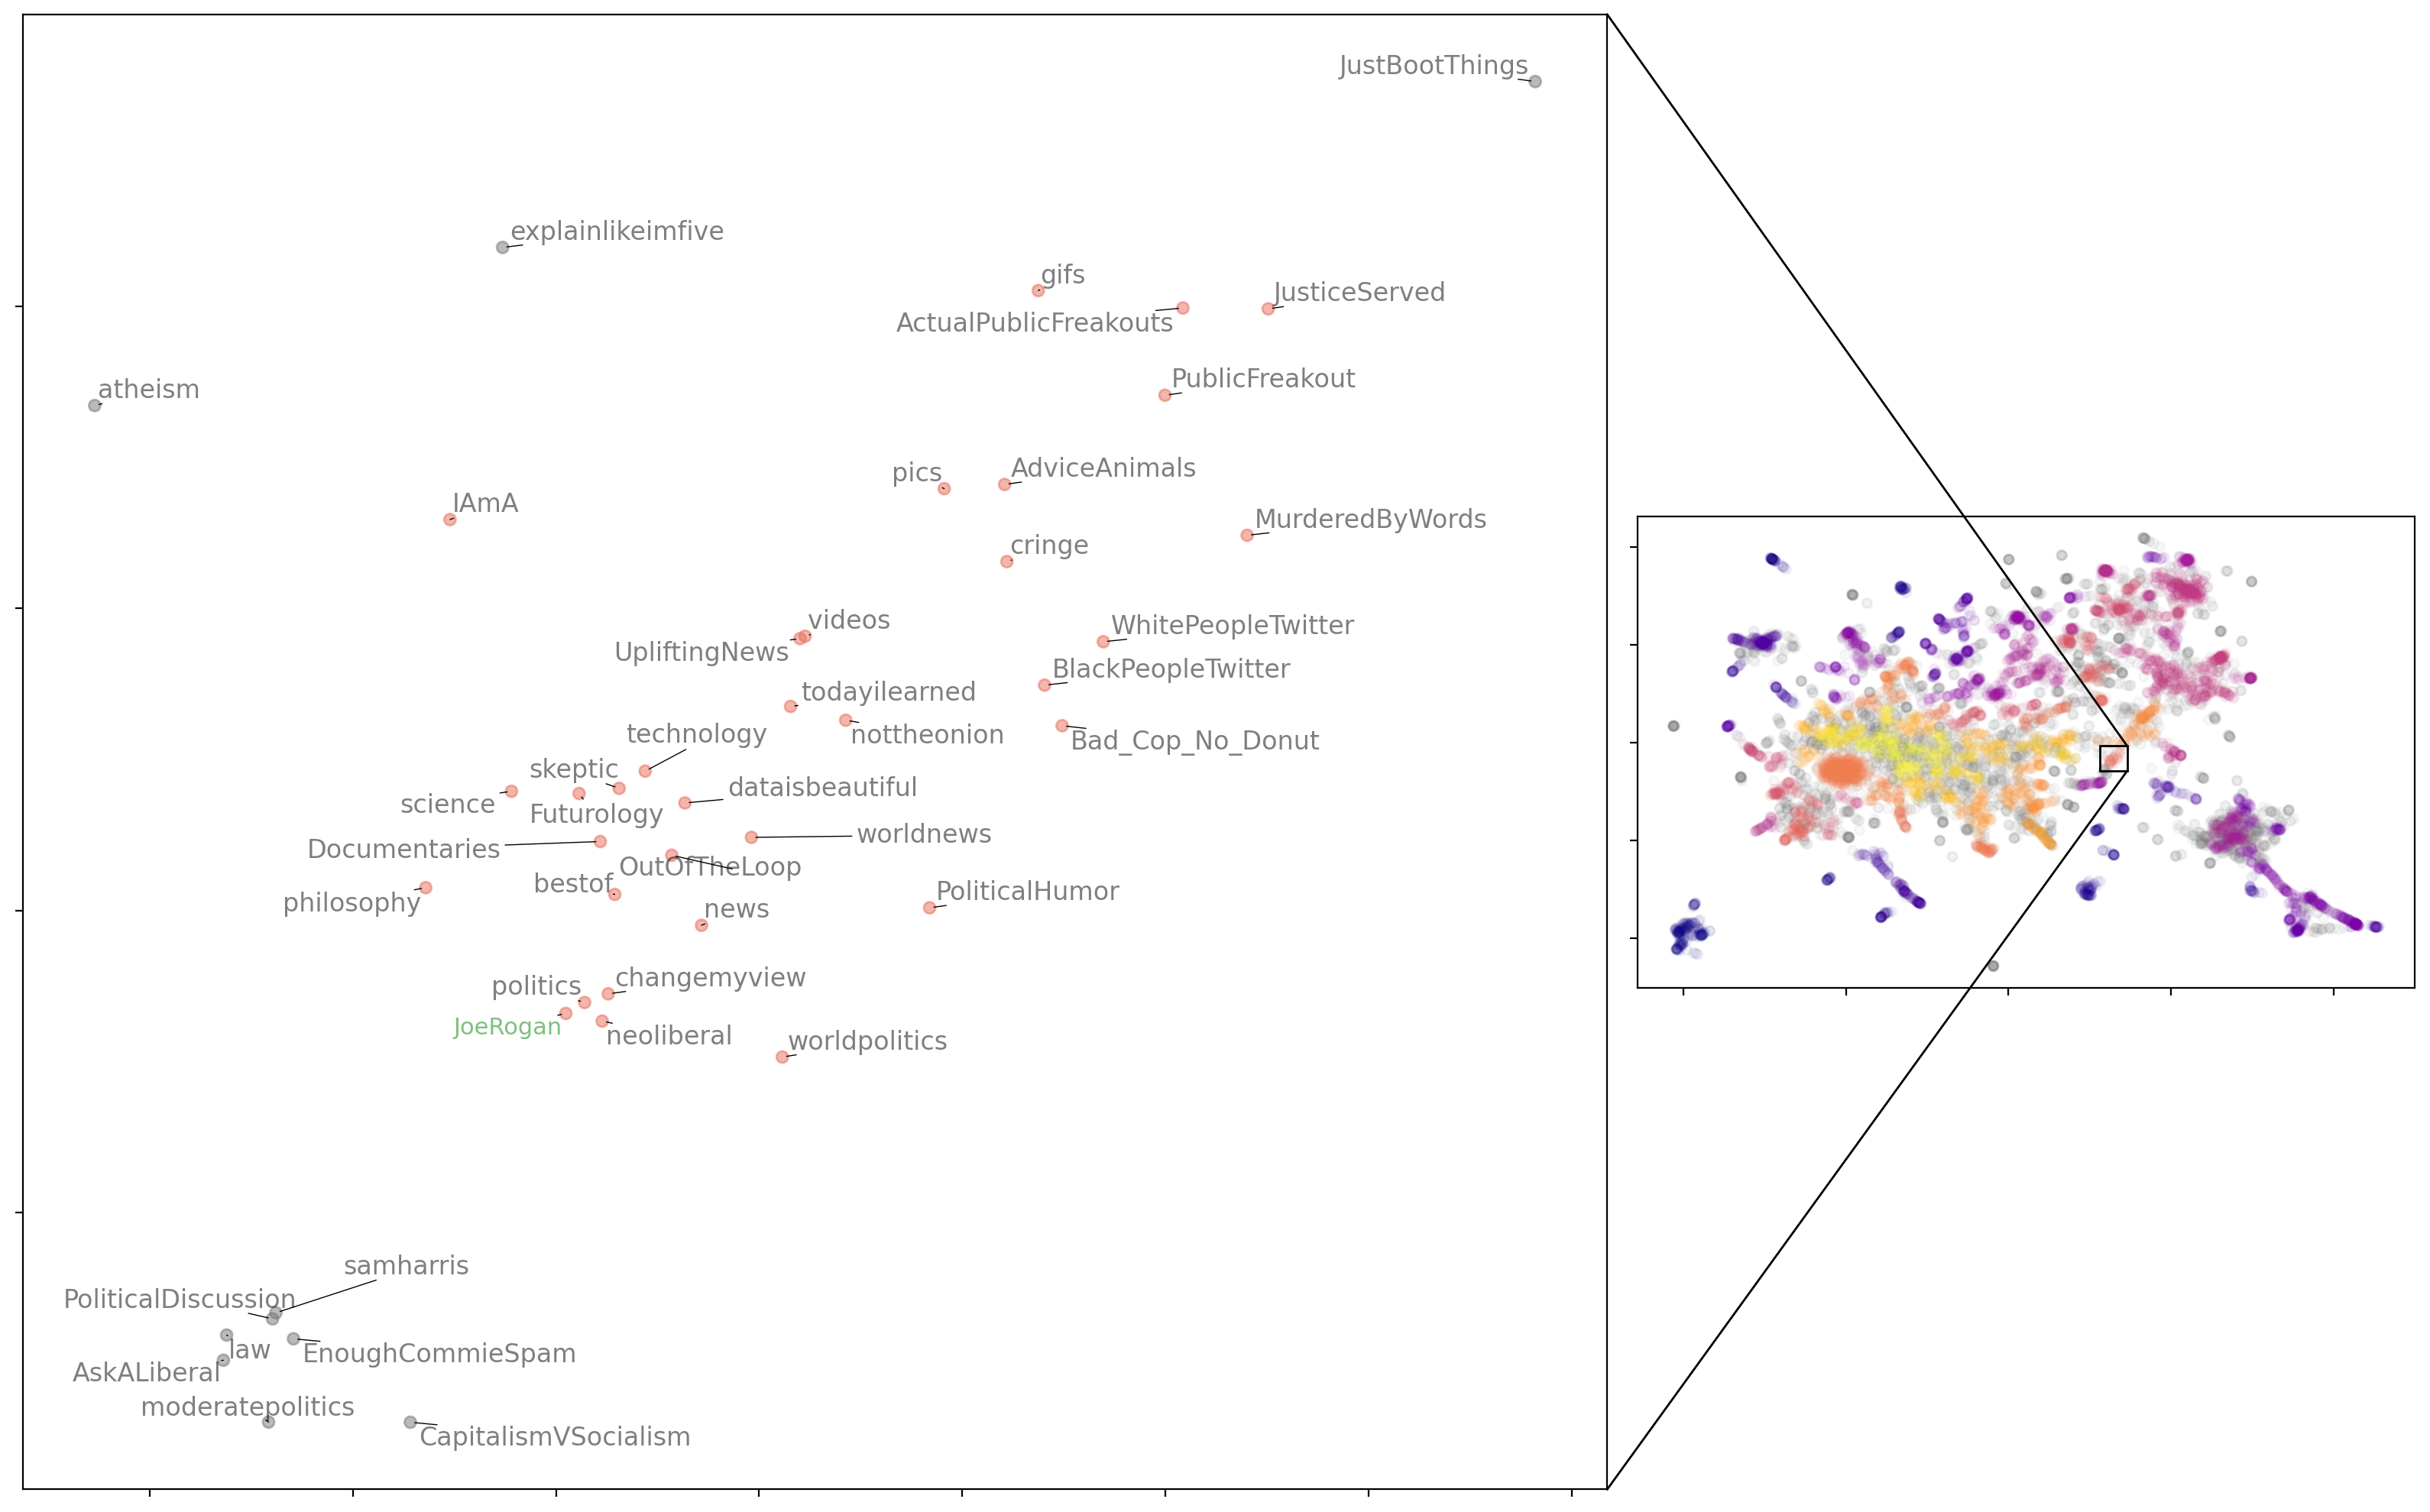 JustBootThings
explainlikeimfive
gifs
JusticeServed
ActualPublicFreakouts
PublicFreakout
atheism
AdviceAnimals
pics
IAmA
MurderedByWords
cringe
videos
WhitePeopleTwitter
UpliftingNews
BlackPeopleTwitter
todayilearned
technology
nottheonion
Bad_Cop_No_Donut
skeptic
dataisbeautiful
science
Futurology
worldnews
Documentaries
OutOfTheLoop
bestof
PoliticalHumor
philosophy
news
changemyview
politics
JoeRogan
neoliberal
worldpolitics
samharris
PoliticalDiscussion
law
EnoughCommieSpam
AskALiberal
moderatepolitics
CapitalismVSocialism